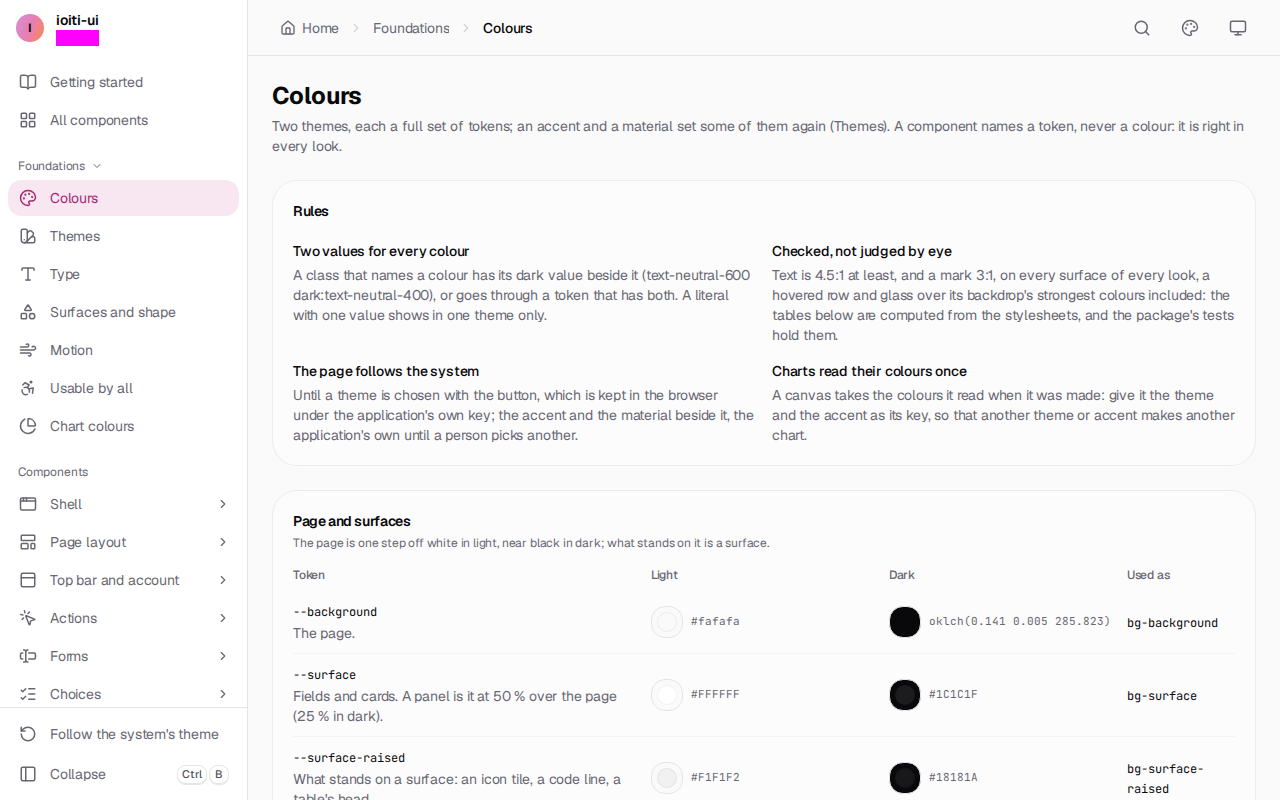 I
ioiti-ui
Getting started
All components
Foundations
Colours
Themes
Type
Surfaces and shape
Motion
Usable by all
Chart colours
Components
Shell
Page layout
Top bar and account
Actions
Forms
Choices
Follow the system's theme
Collapse Ctrl B
Home Foundations Colours
Colours
Two themes, each a full set of tokens; an accent and a material set some of them again (Themes). A component names a token, never a colour: it is right in
every look.
Rules
Two values for every colour
A class that names a colour has its dark value beside it (text-neutral-600
dark:text-neutral-400), or goes through a token that has both. A literal
with one value shows in one theme only.
Checked, not judged by eye
Text is 4.5:1 at least, and a mark 3:1, on every surface of every look, a
hovered row and glass over its backdrop's strongest colours included: the
tables below are computed from the stylesheets, and the package's tests
hold them.
The page follows the system
Until a theme is chosen with the button, which is kept in the browser
under the application's own key; the accent and the material beside it, the
application's own until a person picks another.
Charts read their colours once
A canvas takes the colours it read when it was made: give it the theme
and the accent as its key, so that another theme or accent makes another
chart.
Page and surfaces
The page is one step off white in light, near black in dark; what stands on it is a surface.
Token Light Dark Used as
--background
The page.
#fafafa
oklch(0.141 0.005 285.823)
bg-background
--surface
Fields and cards. A panel is it at 50 % over the page
(25 % in dark).
#FFFFFF
#1C1C1F
bg-surface
--surface-raised
What stands on a surface: an icon tile, a code line, a
table's head.
#F1F1F2
#18181A
bg-surface-
raised